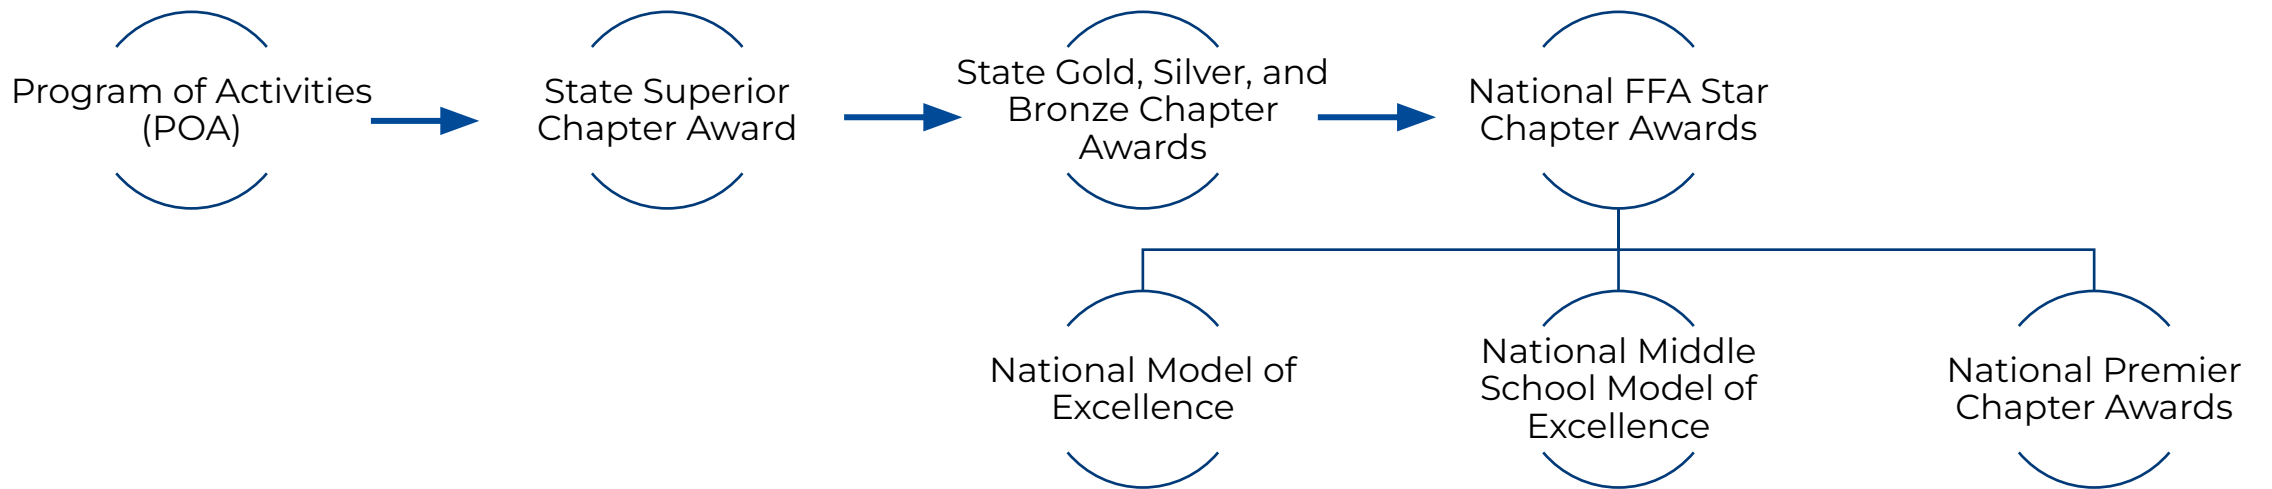 Program of Activities
(POA)
State Superior
Chapter Award
State Gold, Silver, and
Bronze Chapter
Awards
National FFA Star
Chapter Awards
National Model of
Excellence
National Middle
School Model of
Excellence
National Premier
Chapter Awards